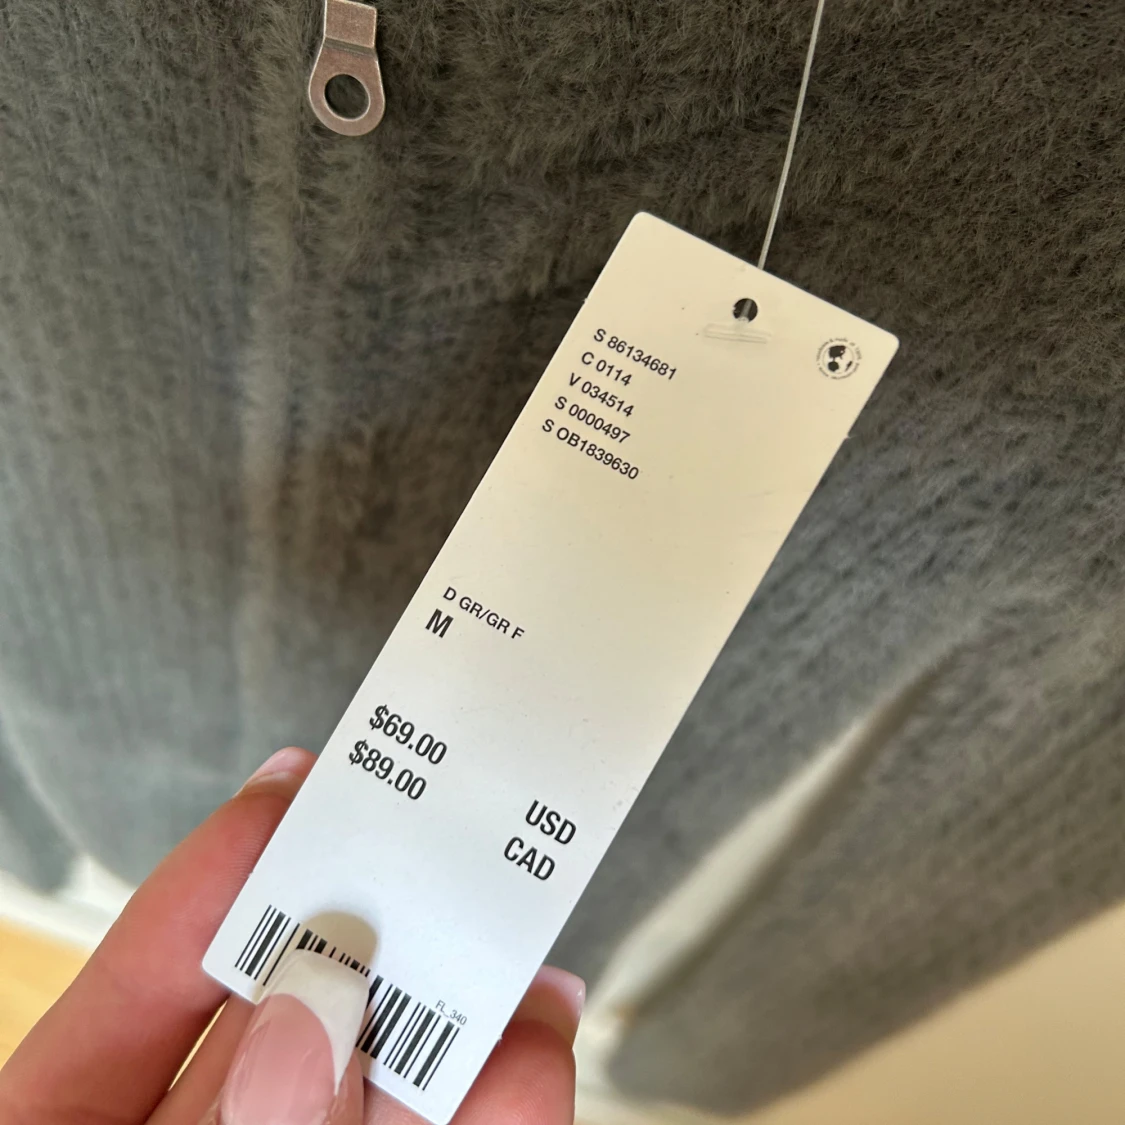 S 86134681
C 0114
V 034514
S 0000497
S OB1839630
D GR/GR F
M
$69.00 USD
$89.00 CAD
FL_340